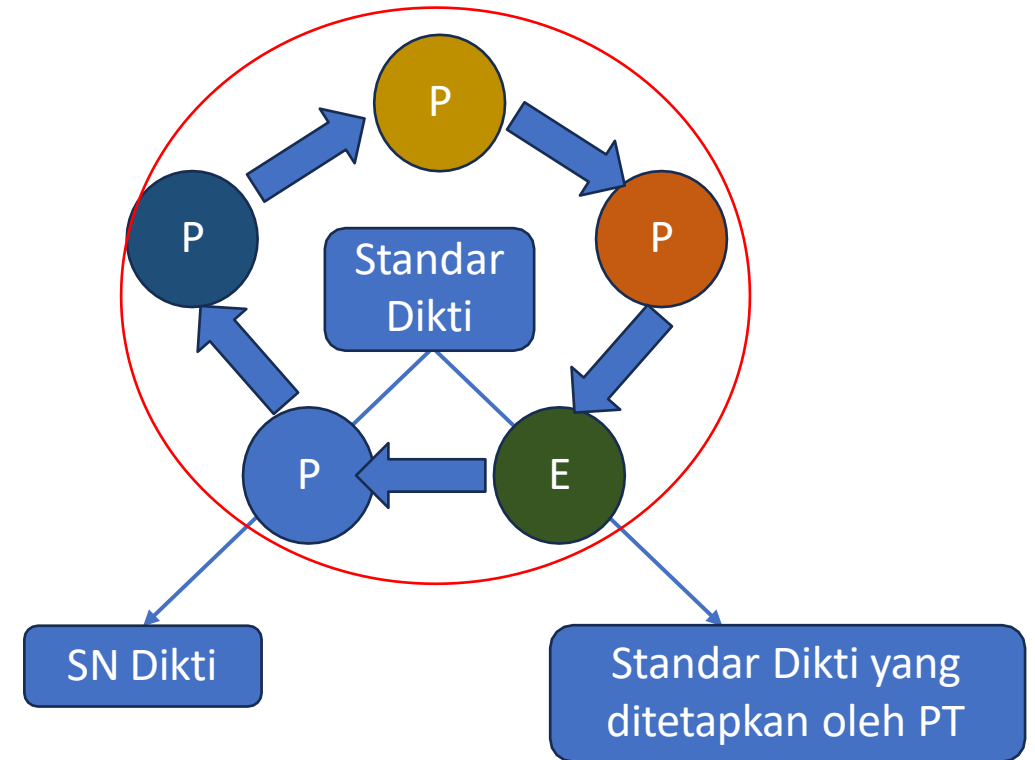 P
P
P
Standar
Dikti
P
E
SN Dikti
Standar Dikti yang
ditetapkan oleh PT